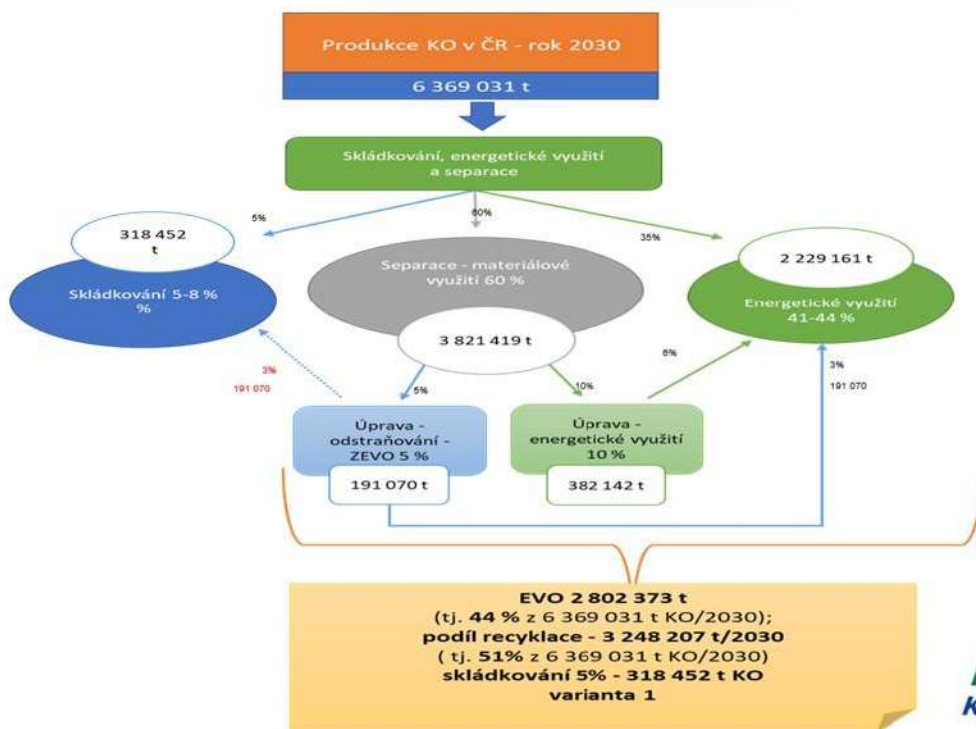 Produkce KO v ČR - rok 2030
6 369 031 t
Skládkování, energetické využití
a separace
5%
60%
35%
318 452
t
Skládkování 5-8 %
%
Separace - materiálové
využití 60 %
3 821 419 t
2 229 161 t
Energetické využití
41-44 %
3%
191 070
5%
10%
6%
3%
191 070
Úprava -
odstraňování -
ZEVO 5 %
191 070 t
Úprava -
energetické využití
10 %
382 142 t
EVO 2 802 373 t
(tj. 44 % z 6 369 031 t KO/2030);
podíl recyklace - 3 248 207 t/2030
( tj. 51% z 6 369 031 t KO/2030)
skládkování 5% - 318 452 t KO
varianta 1